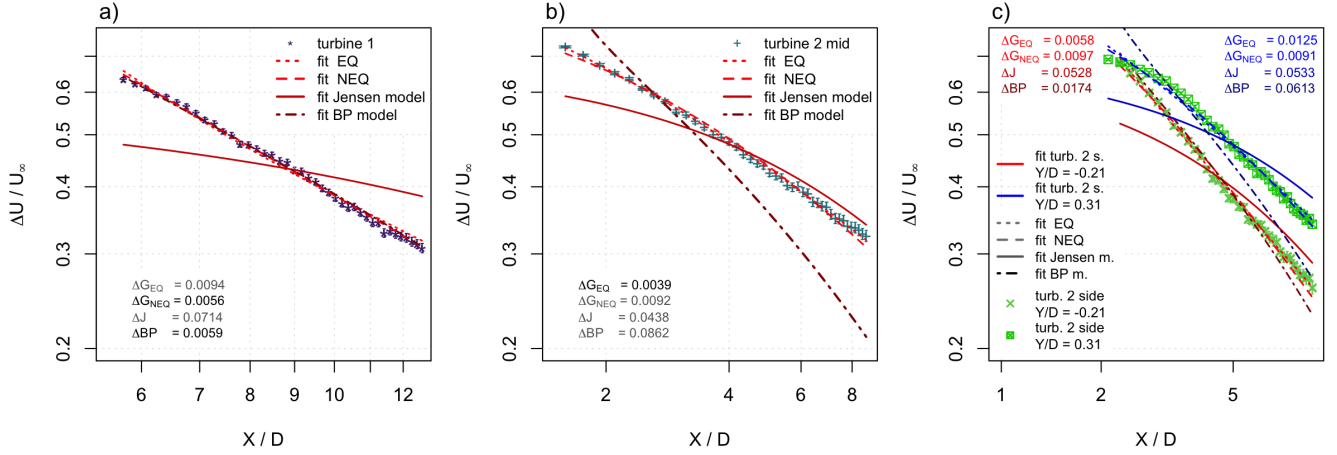 a)
turbine 1
fit EQ
fit NEQ
fit Jensen model
fit BP model
ΔG_EQ = 0.0094
ΔG_NEQ = 0.0056
ΔJ = 0.0714
ΔBP = 0.0059
ΔU / U_∞
0.6
0.5
0.4
0.3
0.2
6 7 8 9 10 11 12
X / D
b)
turbine 2 mid
fit EQ
fit NEQ
fit Jensen model
fit BP model
ΔG_EQ = 0.0039
ΔG_NEQ = 0.0092
ΔJ = 0.0438
ΔBP = 0.0862
ΔU / U_∞
0.6
0.5
0.4
0.3
0.2
2 4 6 8
X / D
c)
ΔG_EQ = 0.0058
ΔG_NEQ = 0.0097
ΔJ = 0.0528
ΔBP = 0.0174
ΔG_EQ = 0.0125
ΔG_NEQ = 0.0091
ΔJ = 0.0533
ΔBP = 0.0613
fit turb. 2 s.
Y/D = -0.21
fit turb. 2 s.
Y/D = 0.31
fit EQ
fit NEQ
fit Jensen m.
fit BP m.
turb. 2 side
Y/D = -0.21
turb. 2 side
Y/D = 0.31
ΔU / U_∞
0.6
0.5
0.4
0.3
0.2
1 2 5
X / D